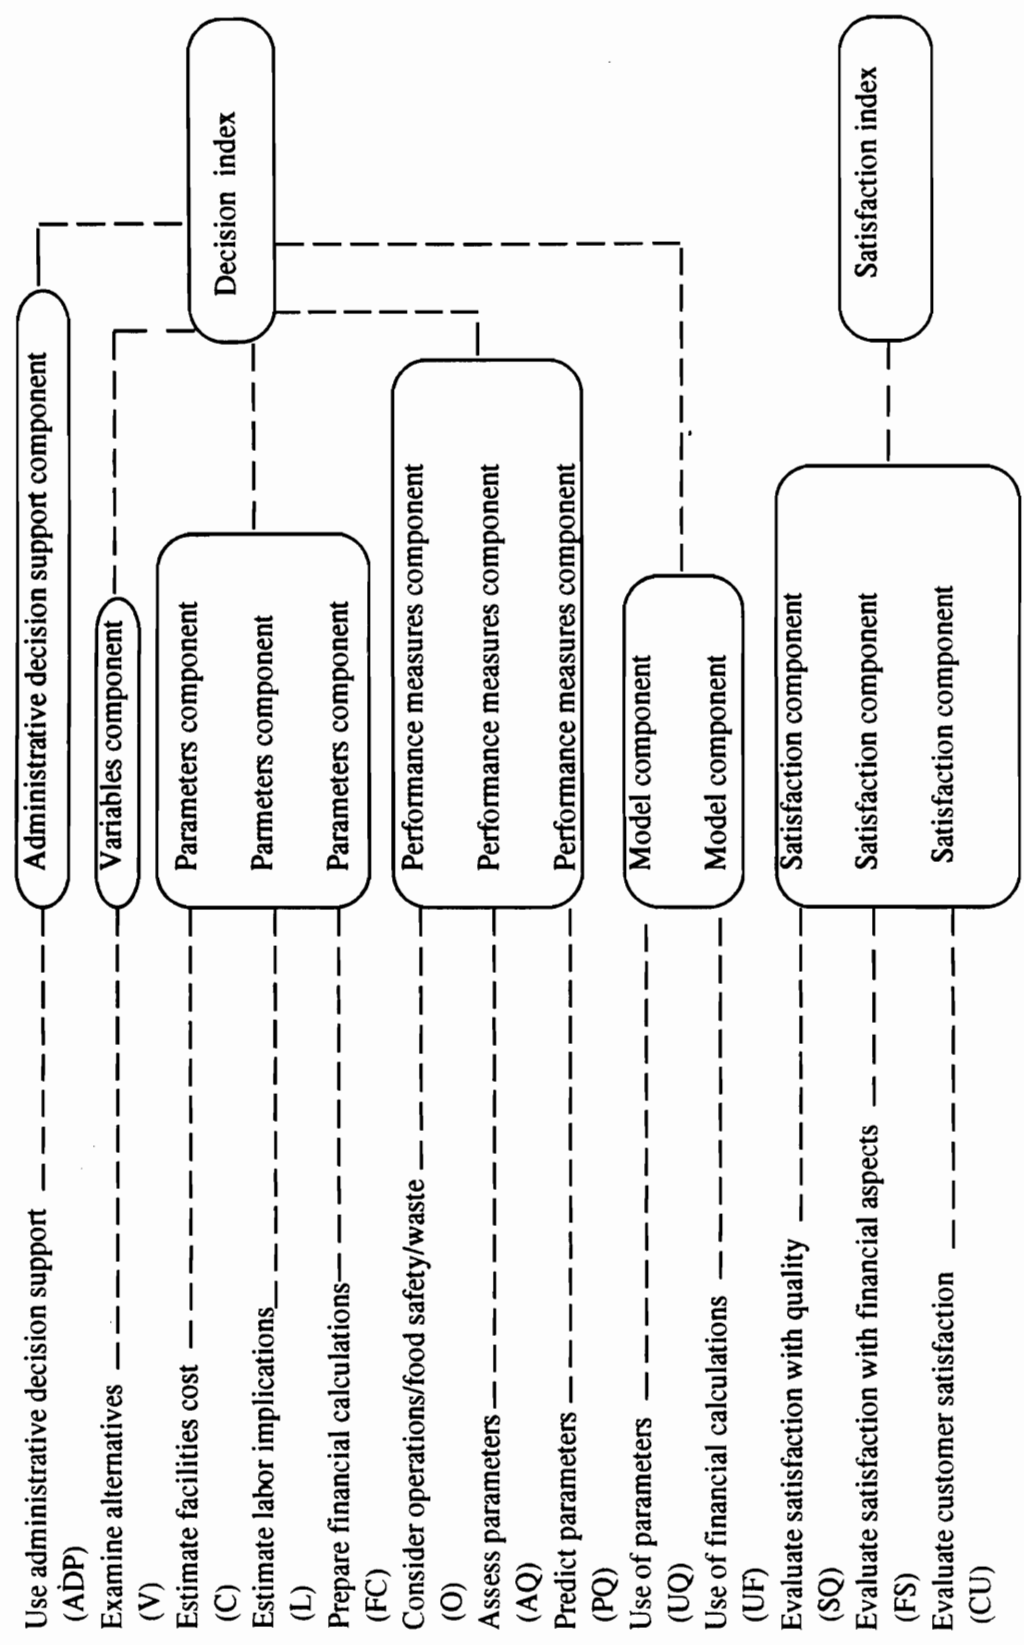 Use administrative decision support
(ADP)
Examine alternatives
(V)
Estimate facilities cost
(C)
Estimate labor implications
(L)
Prepare financial calculations
(FC)
Consider operations/food safety/waste
(O)
Assess parameters
(AQ)
Predict parameters
(PQ)
Use of parameters
(UQ)
Use of financial calculations
(UF)
Evaluate satisfaction with quality
(SQ)
Evaluate satisfaction with financial aspects
(FS)
Evaluate customer satisfaction
(CU)
Administrative decision support component
Variables component
Parameters component
Parmeters component
Parameters component
Performance measures component
Performance measures component
Performance measures component
Model component
Model component
Satisfaction component
Satisfaction component
Satisfaction component
Decision index
Satisfaction index